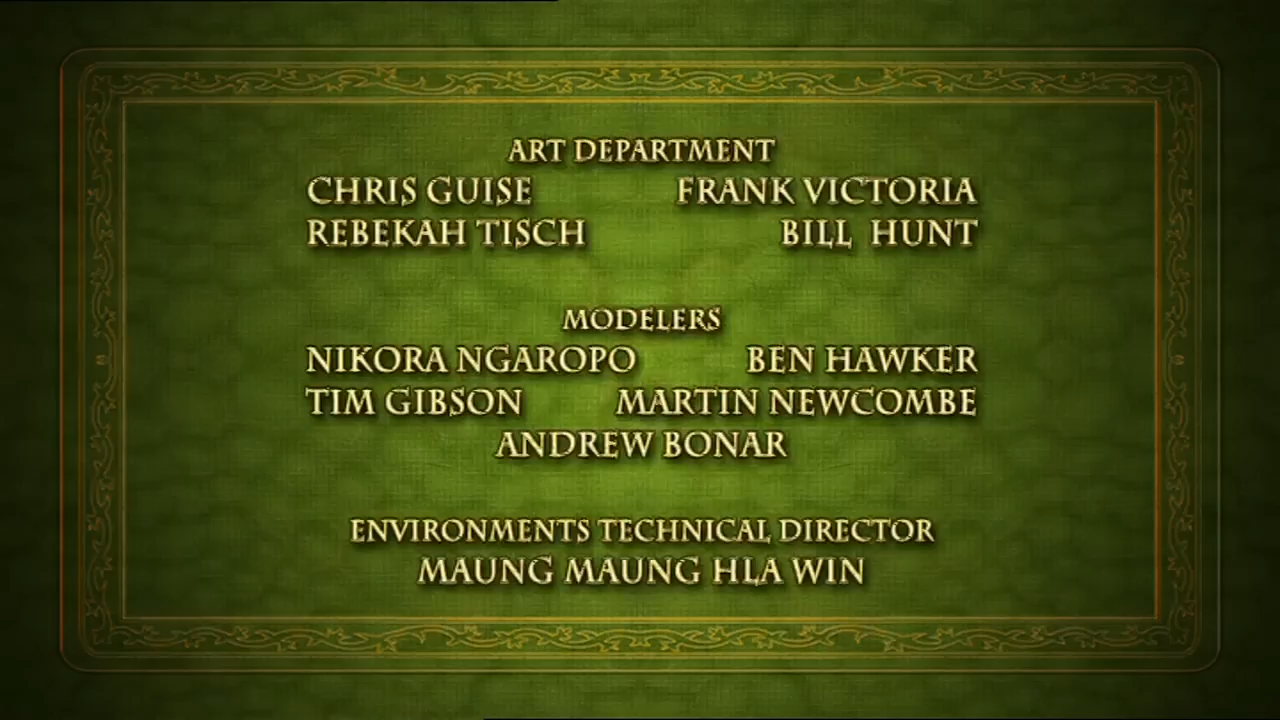 ART DEPARTMENT
CHRIS GUISE FRANK VICTORIA
REBEKAH TISCH BILL HUNT
MODELERS
NIKORA NGAROPO BEN HAWKER
TIM GIBSON MARTIN NEWCOMBE
ANDREW BONAR
ENVIRONMENTS TECHNICAL DIRECTOR
MAUNG MAUNG HLA WIN